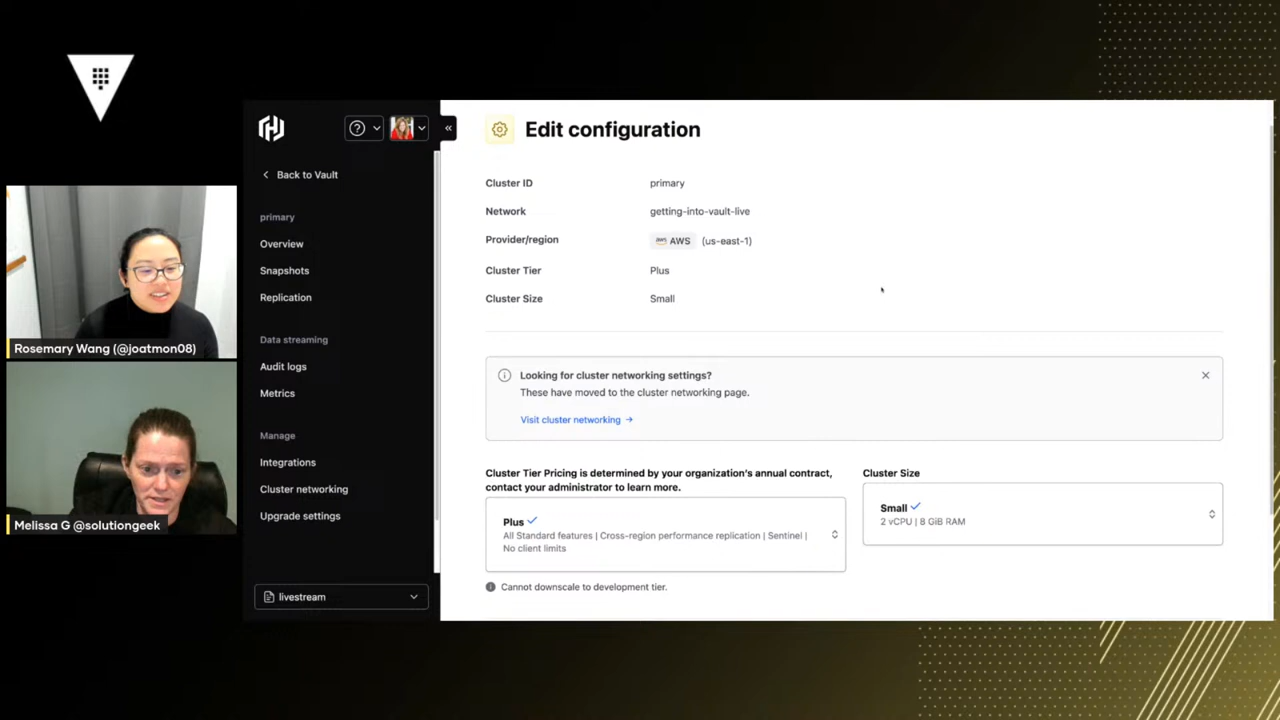 Rosemary Wang (@joatmon08)
Melissa G @solutiongeek
Back to Vault
primary
Overview
Snapshots
Replication
Data streaming
Audit logs
Metrics
Manage
Integrations
Cluster networking
Upgrade settings
livestream
Edit configuration
Cluster ID primary
Network getting-into-vault-live
Provider/region aws AWS (us-east-1)
Cluster Tier Plus
Cluster Size Small
Looking for cluster networking settings?
These have moved to the cluster networking page.
Visit cluster networking →
Cluster Tier Pricing is determined by your organization's annual contract,
contact your administrator to learn more.
Plus
All Standard features | Cross-region performance replication | Sentinel |
No client limits
Cannot downscale to development tier.
Cluster Size
Small
2 vCPU | 8 GiB RAM